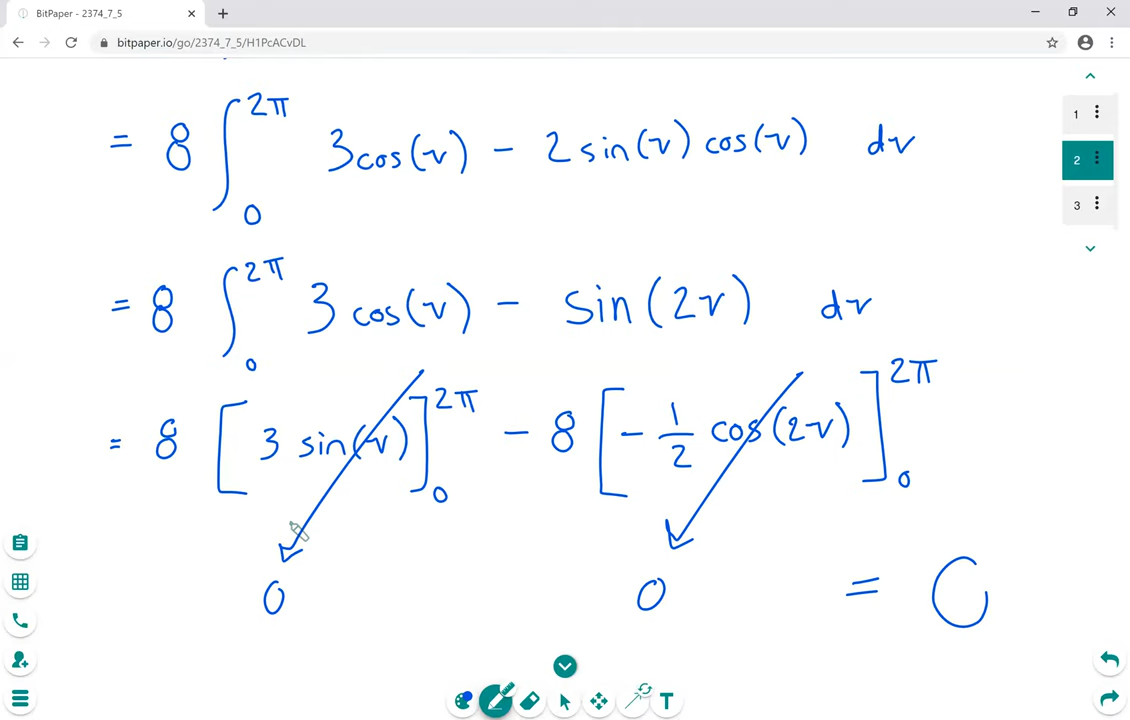 BitPaper - 2374_7_5
bitpaper.io/go/2374_7_5/H1PcACvDL
= 8 ∫₀^{2π} 3cos(v) - 2 sin(v) cos(v) dv
= 8 ∫₀^{2π} 3 cos(v) - sin(2v) dv
= 8 [3 sin(v)]₀^{2π} - 8 [-1/2 cos(2v)]₀^{2π}
0 0 = 0
1
2
3
T